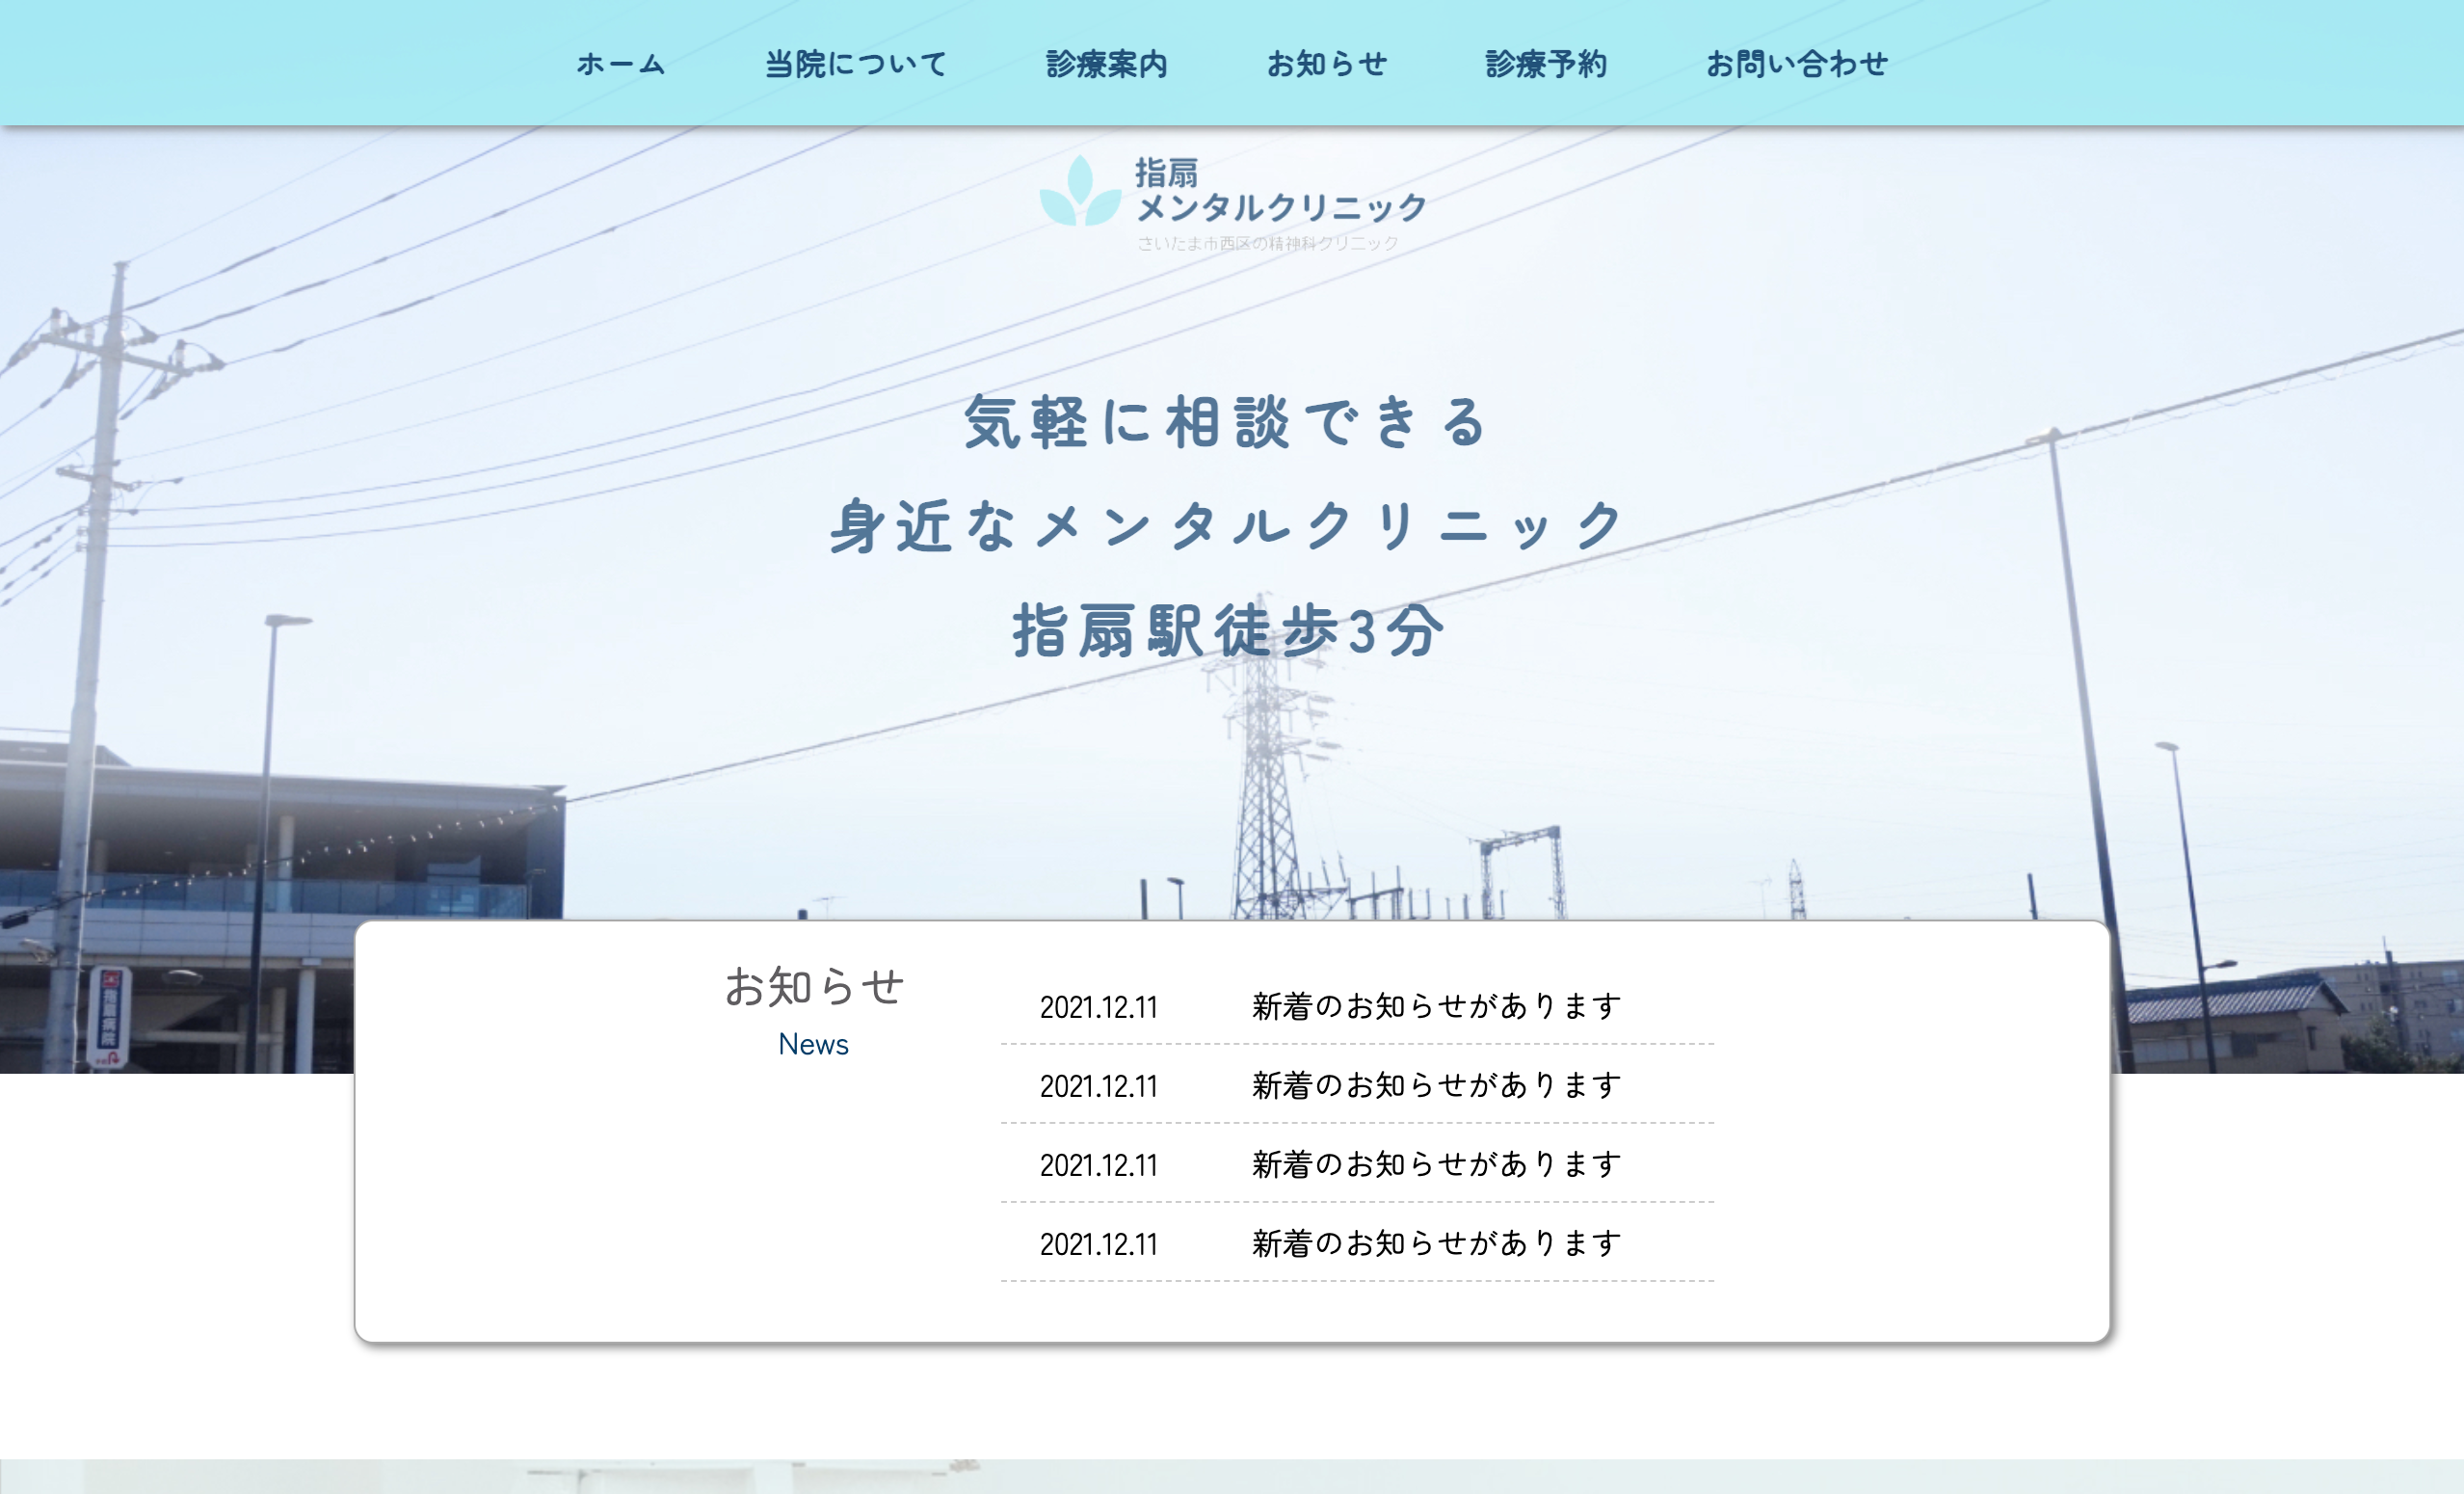 ホーム 当院について 診療案内 お知らせ 診療予約 お問い合わせ
指扇
メンタルクリニック
さいたま市西区の精神科クリニック
気軽に相談できる
身近なメンタルクリニック
指扇駅徒歩3分
指扇病院
お知らせ
News
2021.12.11 新着のお知らせがあります
2021.12.11 新着のお知らせがあります
2021.12.11 新着のお知らせがあります
2021.12.11 新着のお知らせがあります